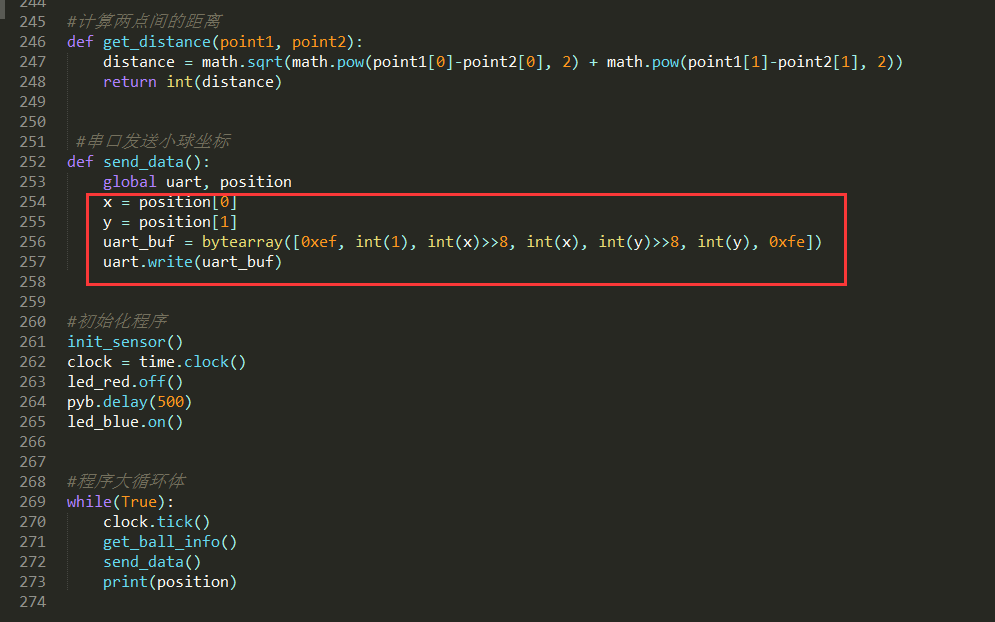 244
245 #计算两点间的距离
246 def get_distance(point1, point2):
247     distance = math.sqrt(math.pow(point1[0]-point2[0], 2) + math.pow(point1[1]-point2[1], 2))
248     return int(distance)
249
250
251  #串口发送小球坐标
252 def send_data():
253     global uart, position
254     x = position[0]
255     y = position[1]
256     uart_buf = bytearray([0xef, int(1), int(x)>>8, int(x), int(y)>>8, int(y), 0xfe])
257     uart.write(uart_buf)
258
259
260 #初始化程序
261 init_sensor()
262 clock = time.clock()
263 led_red.off()
264 pyb.delay(500)
265 led_blue.on()
266
267
268 #程序大循环体
269 while(True):
270     clock.tick()
271     get_ball_info()
272     send_data()
273     print(position)
274